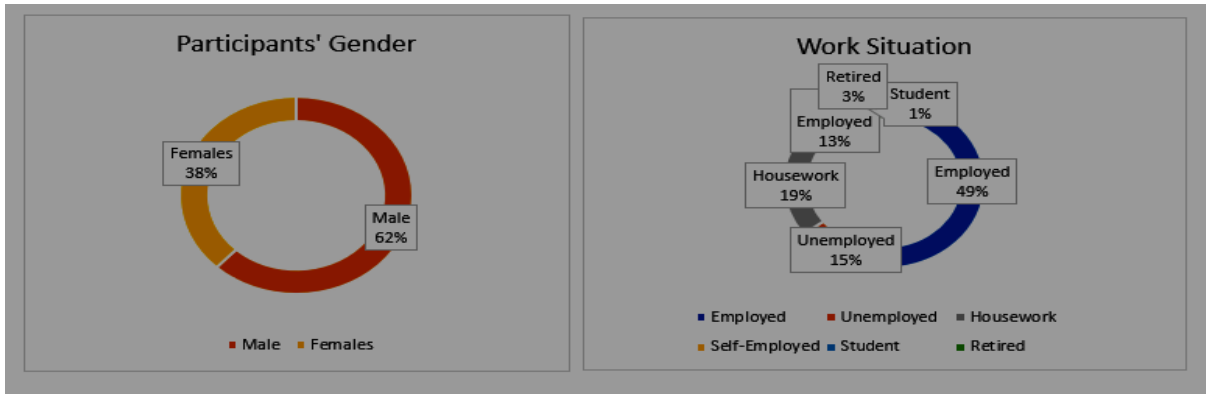 Participants' Gender
Females
38%
Male
62%
Male Females
Work Situation
Retired
3%
Student
1%
Employed
13%
Employed
49%
Housework
19%
Unemployed
15%
Employed Unemployed Housework
Self-Employed Student Retired